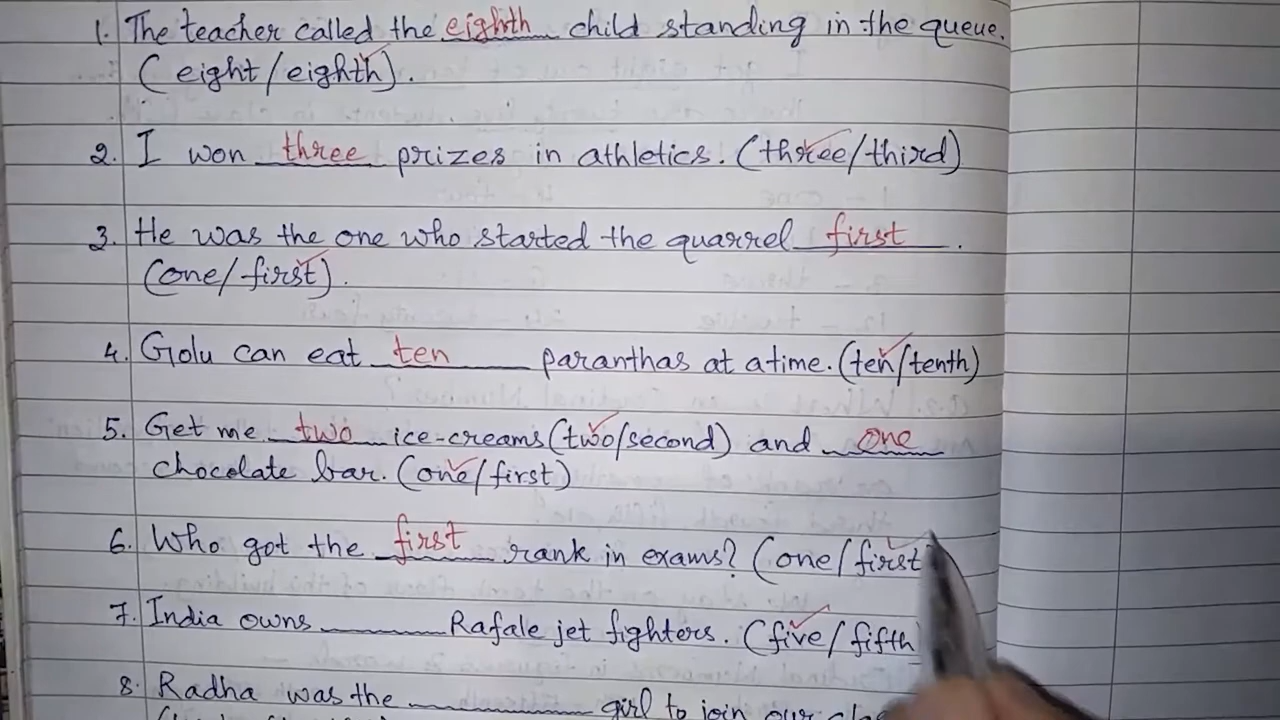 1. The teacher called the eighth child standing in the queue.
(eight/eighth).
2. I won three prizes in athletics. (three/third)
3. He was the one who started the quarrel first.
(one/first).
4. Golu can eat ten paranthas at a time. (ten/tenth)
5. Get me two ice-creams (two/second) and one
chocolate bar. (one/first)
6. Who got the first rank in exams? (one/first
7. India owns ______ Rafale jet fighters. (five/fifth
8. Radha was the ______ girl to join our